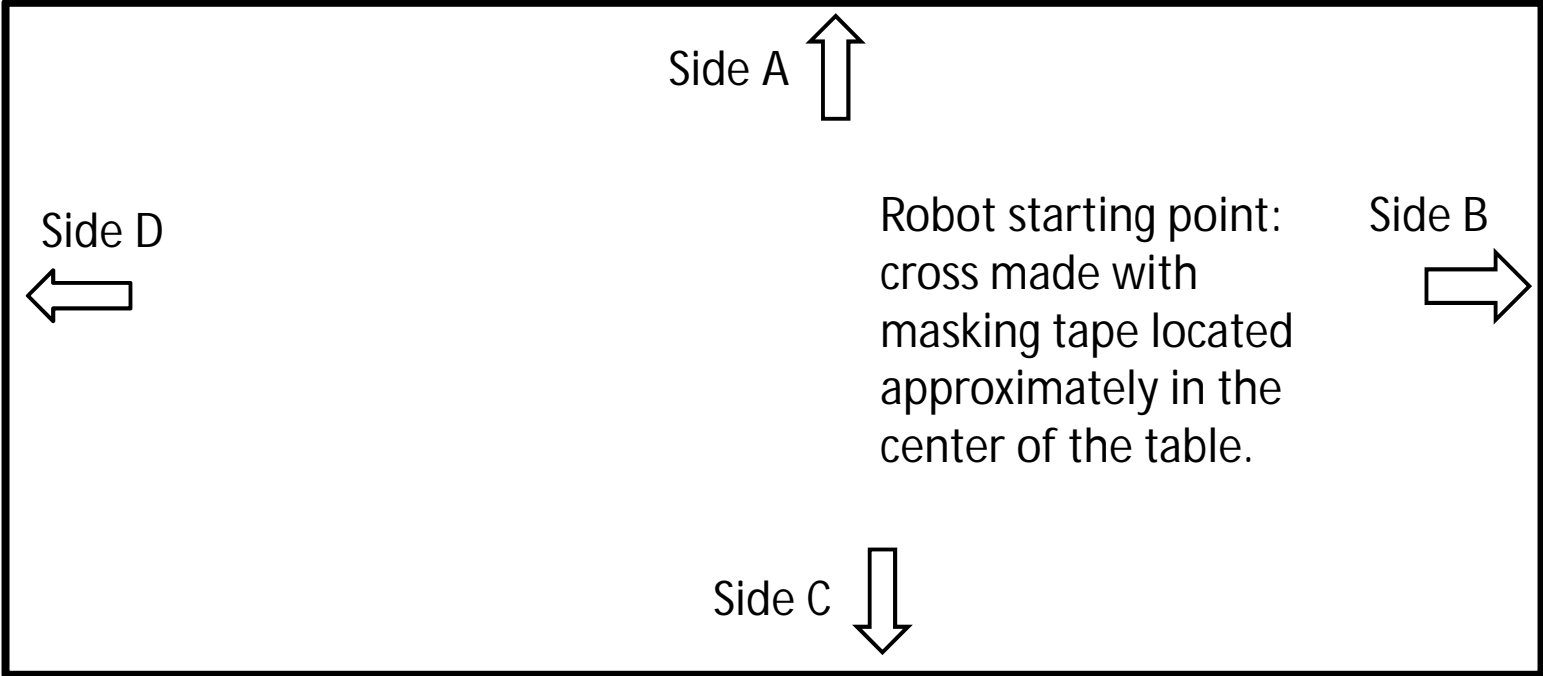 Side A
Side D
Robot starting point:
cross made with
masking tape located
approximately in the
center of the table.
Side B
Side C